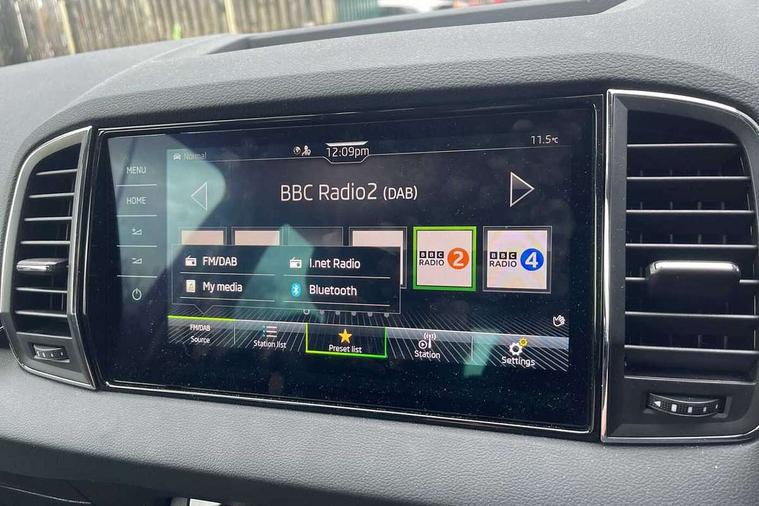 Normal
12:09pm
11.5°C
MENU
HOME
BBC Radio2 (DAB)
FM/DAB
I.net Radio
My media
Bluetooth
BBC
RADIO 2
BBC
RADIO 4
FM/DAB
Source
Station list
Preset list
Station
Settings